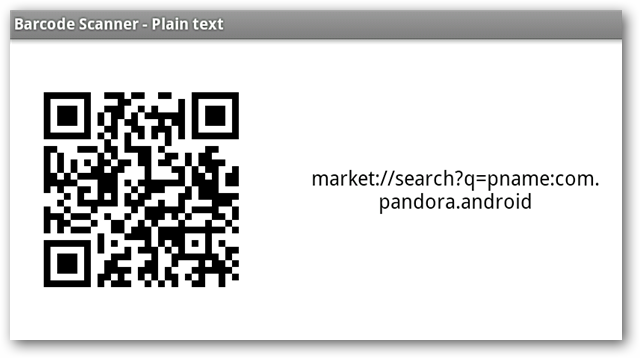 Barcode Scanner - Plain text
market://search?q=pname:com.
pandora.android